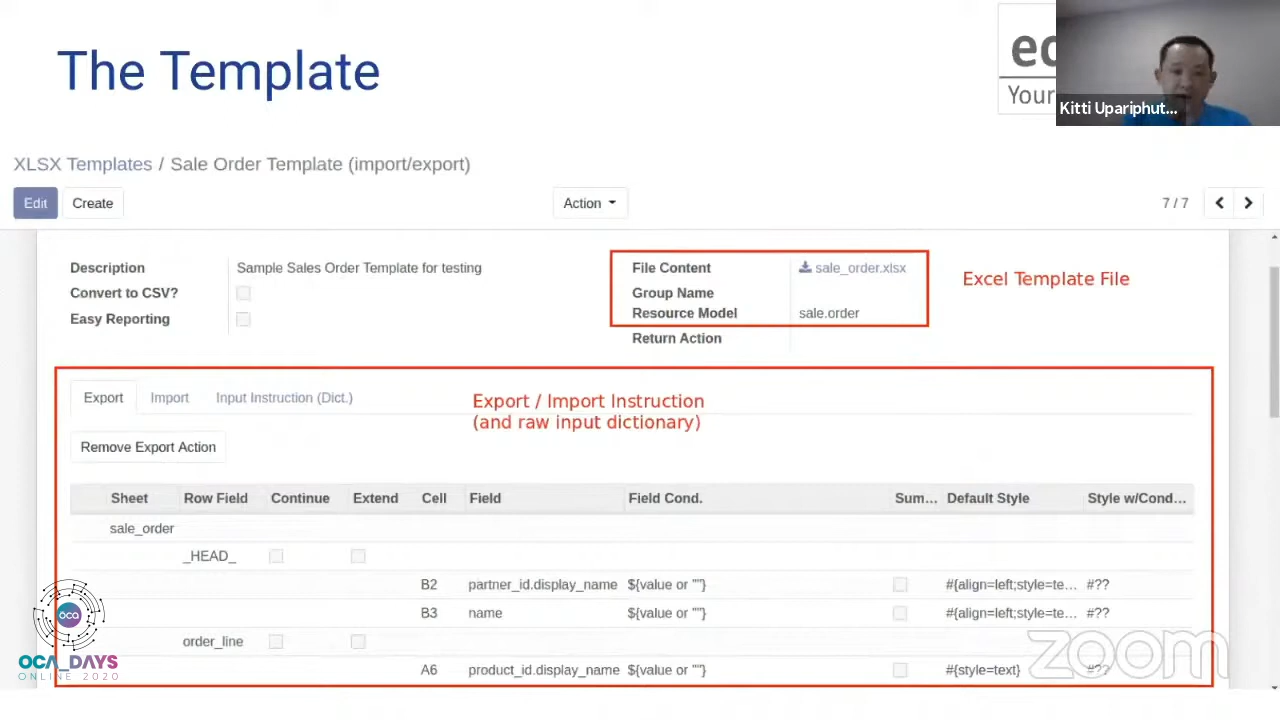 The Template
ec
Your
Kitti Upariphut...
XLSX Templates / Sale Order Template (import/export)
Edit
Create
Action
7 / 7
Description
Sample Sales Order Template for testing
Convert to CSV?
Easy Reporting
File Content
sale_order.xlsx
Group Name
Resource Model
sale.order
Return Action
Excel Template File
Export
Import
Input Instruction (Dict.)
Export / Import Instruction
(and raw input dictionary)
Remove Export Action
Sheet Row Field Continue Extend Cell Field Field Cond. Sum... Default Style Style w/Cond...
sale_order
_HEAD_
B2 partner_id.display_name ${value or ""} #{align=left;style=te... #??
B3 name ${value or ""} #{align=left;style=te... #??
order_line
A6 product_id.display_name ${value or ""} #{style=text} #??
oca
OCA_DAYS
ONLINE 2020
zoom